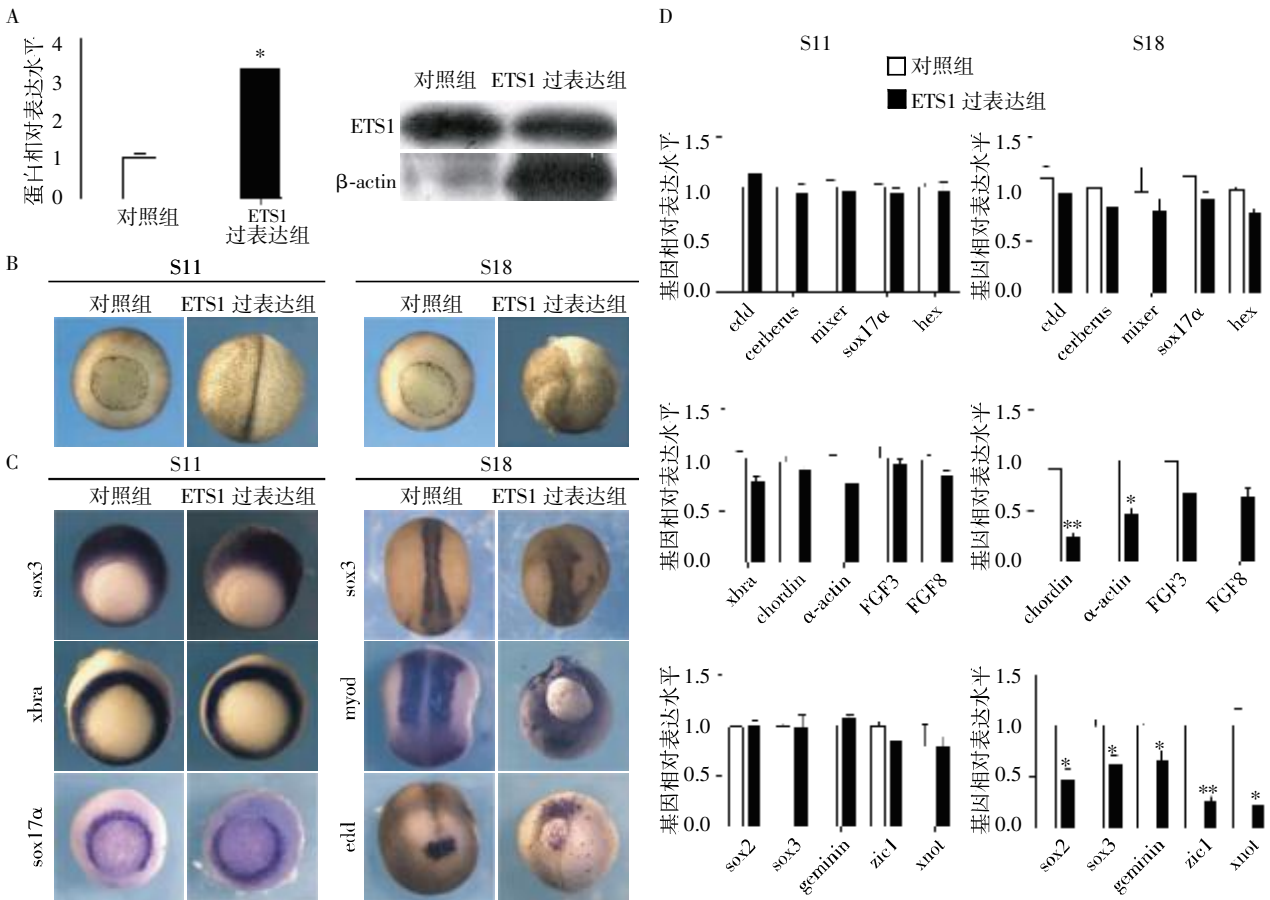 A
蛋白相对表达水平
4
3
2
1
0
*
对照组
ETS1
过表达组
对照组 ETS1 过表达组
ETS1
β-actin
B
S11 S18
对照组 ETS1 过表达组 对照组 ETS1 过表达组
C
S11 S18
对照组 ETS1 过表达组 对照组 ETS1 过表达组
sox3
xbra
sox17α
sox3
myod
edd
D
S11 S18
对照组
ETS1 过表达组
基因相对表达水平
1.5
1.0
0.5
0.0
edd cerberus mixer sox17α hex
基因相对表达水平
1.5
1.0
0.5
0.0
edd cerberus mixer sox17α hex
基因相对表达水平
1.5
1.0
0.5
0.0
xbra chordin α-actin FGF3 FGF8
基因相对表达水平
1.5
1.0
0.5
0.0
** *
chordin α-actin FGF3 FGF8
基因相对表达水平
1.5
1.0
0.5
0.0
sox2 sox3 geminin zic1 xnot
基因相对表达水平
1.5
1.0
0.5
0.0
* * * ** *
sox2 sox3 geminin zic1 xnot